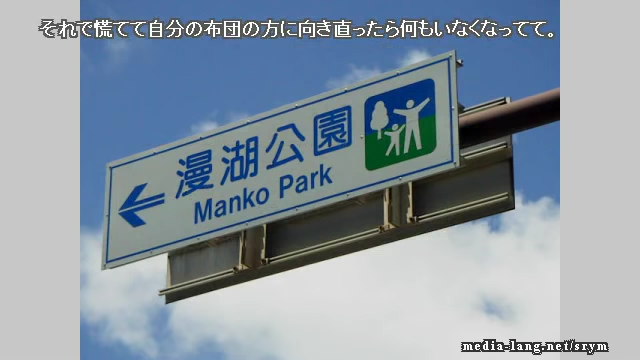 それで慌てて自分の布団の方に向き直ったら何もいなくなってて。
漫湖公園
Manko Park
media-lang.net/srym